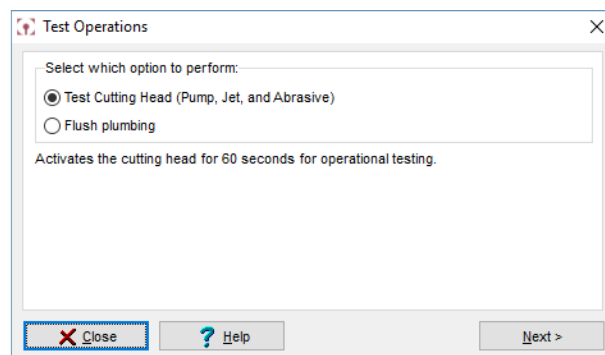 Test Operations
Select which option to perform:
Test Cutting Head (Pump, Jet, and Abrasive)
Flush plumbing
Activates the cutting head for 60 seconds for operational testing.
Close
Help
Next >